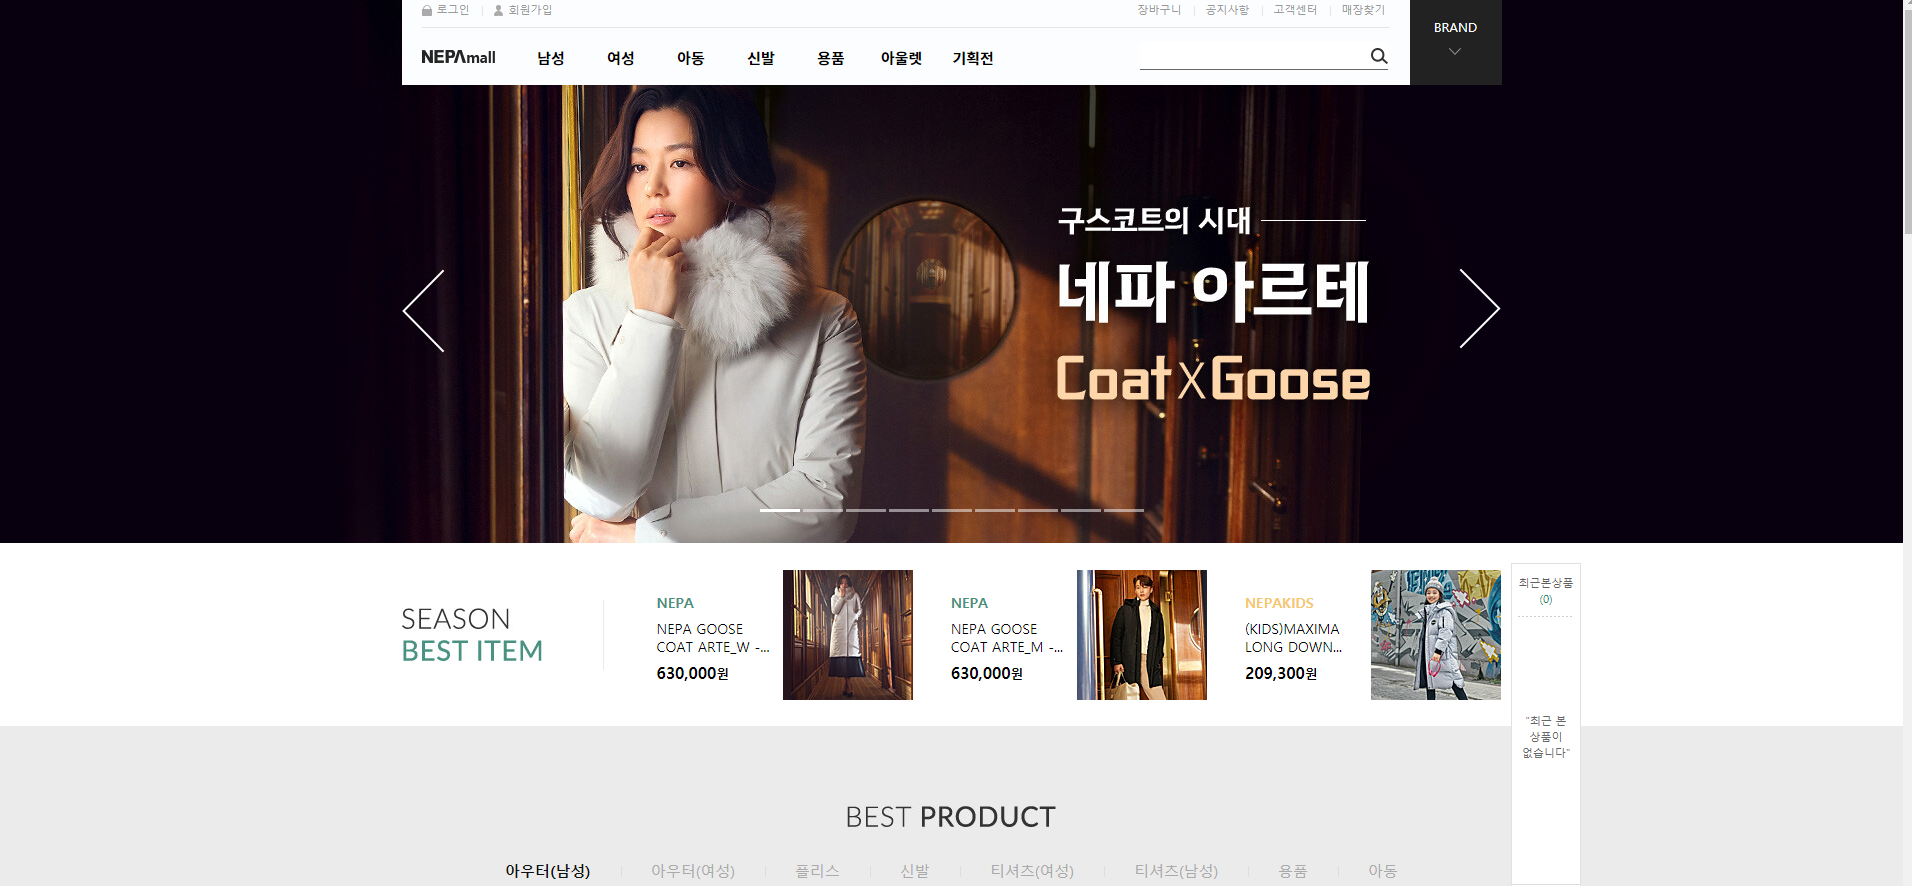 로그인
회원가입
장바구니
공지사항
고객센터
매장찾기
BRAND
NEPAmall
남성
여성
아동
신발
용품
아울렛
기획전
구스코트의 시대
네파 아르테
Coat X Goose
SEASON
BEST ITEM
NEPA
NEPA GOOSE
COAT ARTE_W -...
630,000원
NEPA
NEPA GOOSE
COAT ARTE_M -...
630,000원
NEPAKIDS
(KIDS)MAXIMA
LONG DOWN...
209,300원
최근본상품
(0)
"최근 본
상품이
없습니다"
BEST PRODUCT
아우터(남성)
아우터(여성)
플리스
신발
티셔츠(여성)
티셔츠(남성)
용품
아동